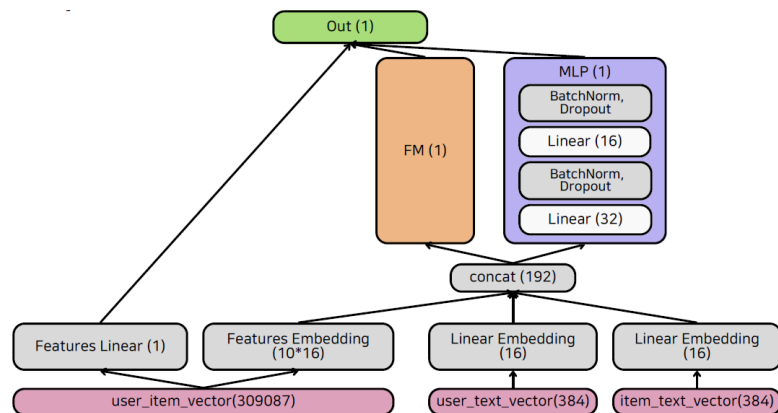 Out (1)
MLP (1)
BatchNorm,
Dropout
FM (1)
Linear (16)
BatchNorm,
Dropout
Linear (32)
concat (192)
Features Linear (1)
Features Embedding
(10*16)
Linear Embedding
(16)
Linear Embedding
(16)
user_item_vector(309087)
user_text_vector(384)
item_text_vector(384)